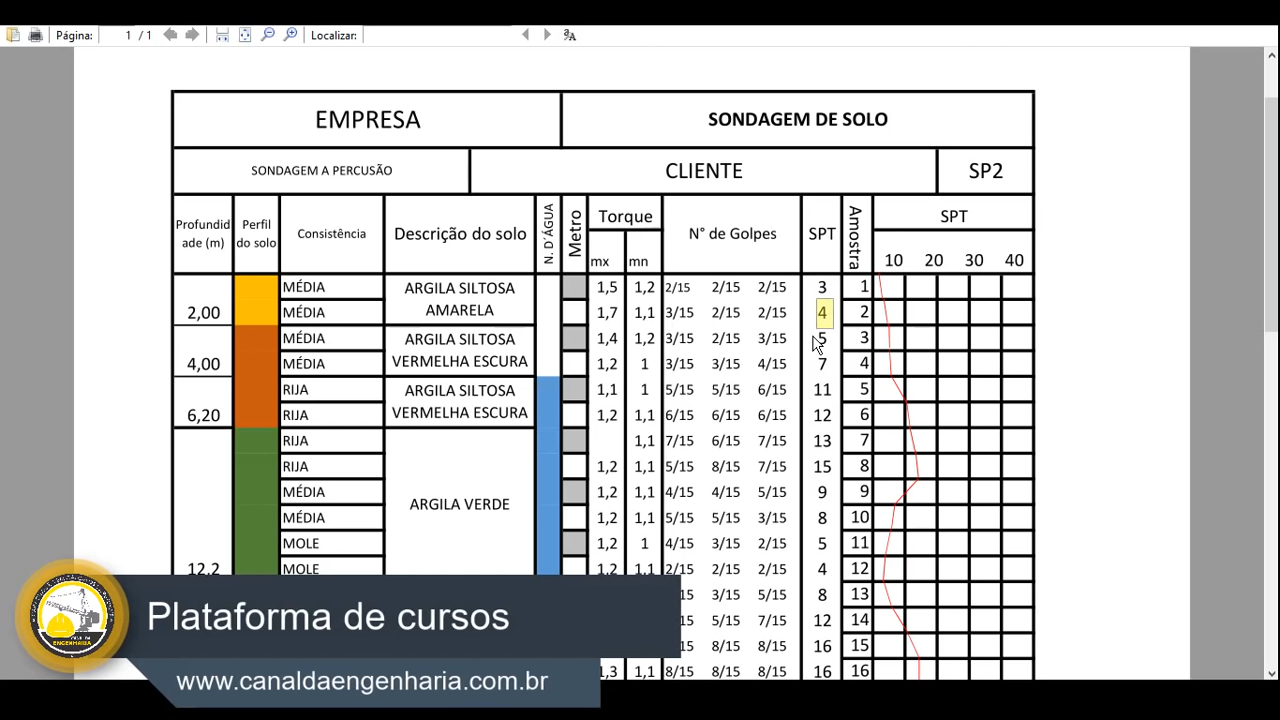 Página: 1 / 1 Localizar:
EMPRESA SONDAGEM DE SOLO
SONDAGEM A PERCUSÃO CLIENTE SP2
Profundid
ade (m) Perfil
do solo Consistência Descrição do solo N. D´ÁGUA Metro Torque N° de Golpes SPT Amostra SPT
mx mn 10 20 30 40
MÉDIA ARGILA SILTOSA 1,5 1,2 2/15 2/15 2/15 3 1
2,00 MÉDIA AMARELA 1,7 1,1 3/15 2/15 2/15 4 2
MÉDIA ARGILA SILTOSA 1,4 1,2 3/15 2/15 3/15 5 3
4,00 MÉDIA VERMELHA ESCURA 1,2 1 3/15 3/15 4/15 7 4
RIJA ARGILA SILTOSA 1,1 1 5/15 5/15 6/15 11 5
6,20 RIJA VERMELHA ESCURA 1,2 1,1 6/15 6/15 6/15 12 6
RIJA 1,1 7/15 6/15 7/15 13 7
RIJA 1,2 1,1 5/15 8/15 7/15 15 8
MÉDIA ARGILA VERDE 1,2 1,1 4/15 4/15 5/15 9 9
MÉDIA 1,2 1,1 5/15 5/15 3/15 8 10
MOLE 1,2 1 4/15 3/15 2/15 5 11
12,2 MOLE 1,2 1,1 2/15 2/15 2/15 4 12
3/15 5/15 8 13
5/15 7/15 12 14
8/15 8/15 16 15
1,3 1,1 8/15 8/15 8/15 16 16
Plataforma de cursos
www.canaldaengenharia.com.br
ENGENHARIA